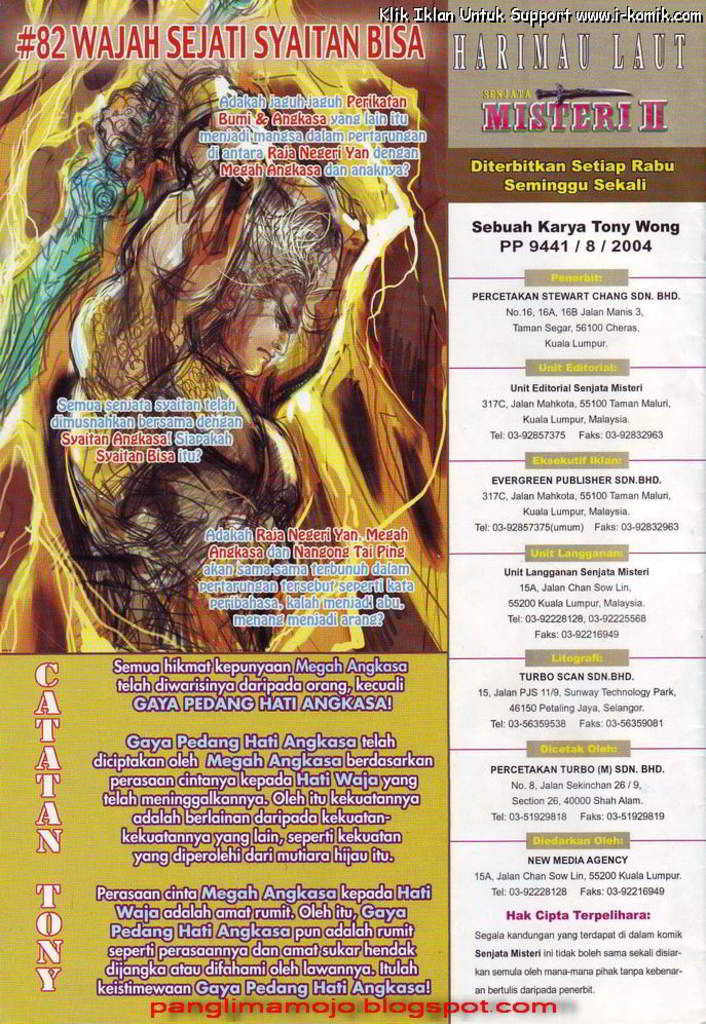 Klik Iklan Untuk Support www.i-komik.com
#82 WAJAH SEJATI SYAITAN BISA
Adakah jaguh-jaguh Perikatan
Bumi & Angkasa yang lain itu
menjadi mangsa dalam pertarungan
di antara Raja Negeri Yan dengan
Megah Angkasa dan anaknya?
Semua senjata syaitan telah
dimusnahkan bersama dengan
Syaitan Angkasa! Siapakah
Syaitan Bisa itu?
Adakah Raja Negeri Yan, Megah
Angkasa dan Nangong Tai Ping
akan sama-sama terbunuh dalam
pertarungan tersebut seperti kata
peribahasa, kalah menjadi abu,
menang menjadi arang?
CATATAN TONY
Semua hikmat kepunyaan Megah Angkasa
telah diwarisinya daripada orang, kecuali
GAYA PEDANG HATI ANGKASA!
Gaya Pedang Hati Angkasa telah
diciptakan oleh Megah Angkasa berdasarkan
perasaan cintanya kepada Hati Waja yang
telah meninggalkannya. Oleh itu kekuatannya
adalah berlainan daripada kekuatan-
kekuatannya yang lain, seperti kekuatan
yang diperolehi dari mutiara hijau itu.
Perasaan cinta Megah Angkasa kepada Hati
Waja adalah amat rumit. Oleh itu, Gaya
Pedang Hati Angkasa pun adalah rumit
seperti perasaannya dan amat sukar hendak
dijangka atau difahami oleh lawannya. Itulah
keistimewaan Gaya Pedang Hati Angkasa!
HARIMAU LAUT
SENJATA
MISTERI II
Diterbitkan Setiap Rabu
Seminggu Sekali
Sebuah Karya Tony Wong
PP 9441 / 8 / 2004
Penerbit:
PERCETAKAN STEWART CHANG SDN. BHD.
No.16, 16A, 16B Jalan Manis 3,
Taman Segar, 56100 Cheras,
Kuala Lumpur.
Unit Editorial:
Unit Editorial Senjata Misteri
317C, Jalan Mahkota, 55100 Taman Maluri,
Kuala Lumpur, Malaysia.
Tel: 03-92857375 Faks: 03-92832963
Eksekutif Iklan:
EVERGREEN PUBLISHER SDN.BHD.
317C, Jalan Mahkota, 55100 Taman Maluri,
Kuala Lumpur, Malaysia.
Tel: 03-92857375(umum) Faks: 03-92832963
Unit Langganan:
Unit Langganan Senjata Misteri
15A, Jalan Chan Sow Lin,
55200 Kuala Lumpur, Malaysia.
Tel: 03-92228128, 03-92225568
Faks: 03-92216949
Litografi:
TURBO SCAN SDN.BHD.
15, Jalan PJS 11/9, Sunway Technology Park,
46150 Petaling Jaya, Selangor.
Tel: 03-56359538 Faks: 03-56359081
Dicetak Oleh:
PERCETAKAN TURBO (M) SDN. BHD.
No. 8, Jalan Sekinchan 26 / 9,
Section 26, 40000 Shah Alam.
Tel: 03-51929818 Faks: 03-51929819
Diedarkan Oleh:
NEW MEDIA AGENCY
15A, Jalan Chan Sow Lin, 55200 Kuala Lumpur.
Tel: 03-92228128 Faks: 03-92216949
Hak Cipta Terpelihara:
Segala kandungan yang terdapat di dalam komik
Senjata Misteri ini tidak boleh sama sekali disiar-
kan semula oleh mana-mana pihak tanpa kebenar-
an bertulis daripada penerbit.
panglimamojo.blogspot.com